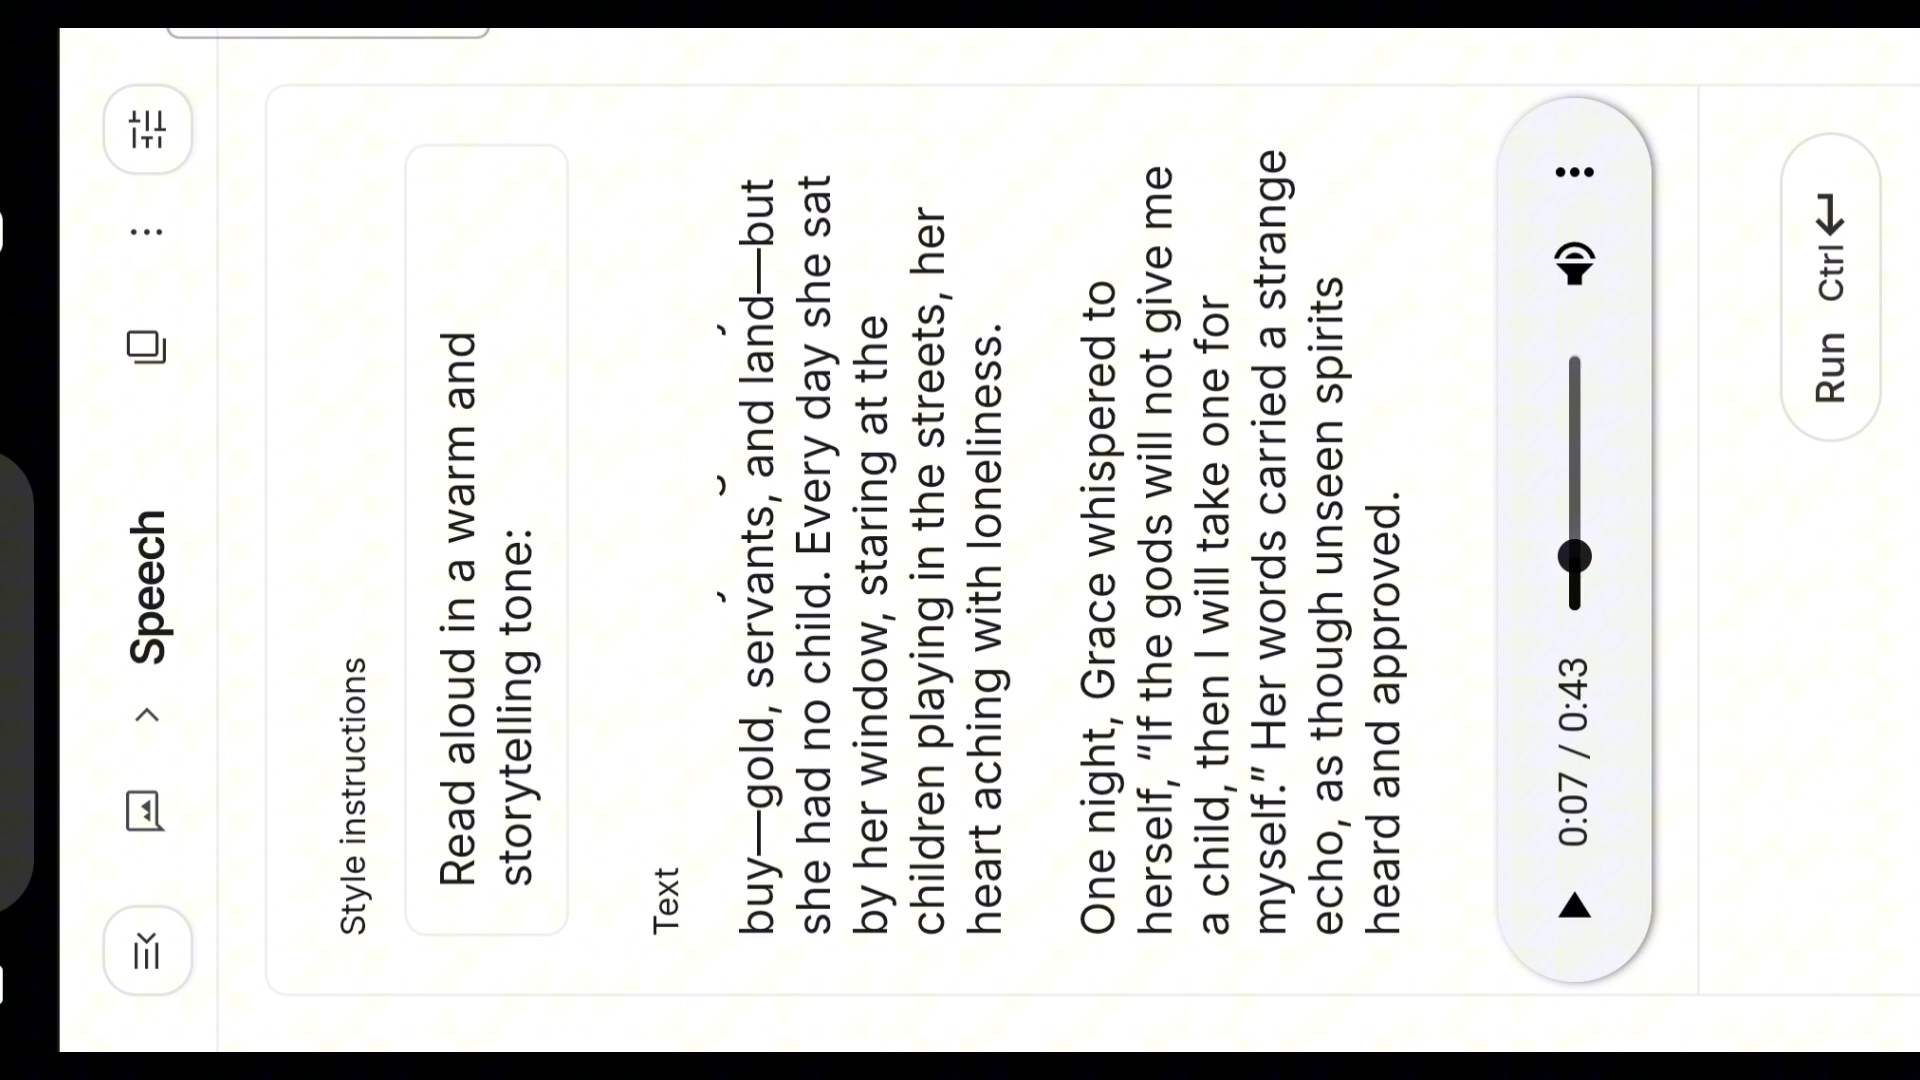 Speech
Style instructions
Read aloud in a warm and
storytelling tone:
Text
buy—gold, servants, and land—but
she had no child. Every day she sat
by her window, staring at the
children playing in the streets, her
heart aching with loneliness.
One night, Grace whispered to
herself, “If the gods will not give me
a child, then I will take one for
myself.” Her words carried a strange
echo, as though unseen spirits
heard and approved.
0:07 / 0:43
Run Ctrl